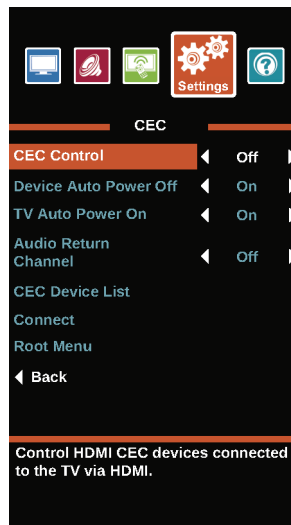 Settings
CEC
CEC Control Off
Device Auto Power Off On
TV Auto Power On On
Audio Return
Channel Off
CEC Device List
Connect
Root Menu
Back
Control HDMI CEC devices connected
to the TV via HDMI.